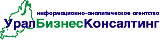 информационно-аналитическое агентство
УралБизнесКонсалтинг